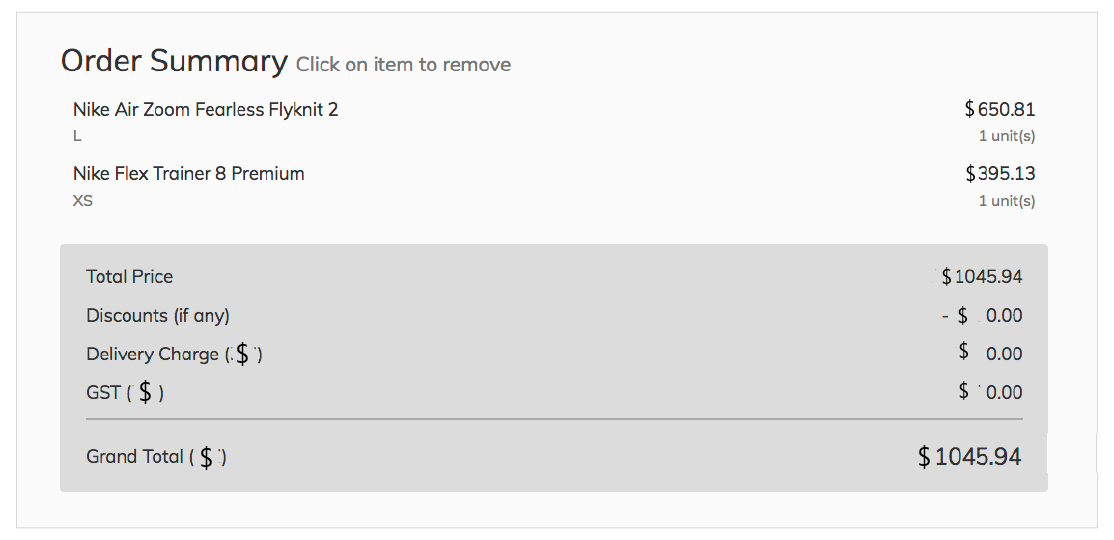 Order Summary Click on item to remove
Nike Air Zoom Fearless Flyknit 2 $ 650.81
L 1 unit(s)
Nike Flex Trainer 8 Premium $ 395.13
XS 1 unit(s)
Total Price $ 1045.94
Discounts (if any) - $ 0.00
Delivery Charge ( $ ) $ 0.00
GST ( $ ) $ 0.00
Grand Total ( $ ) $ 1045.94